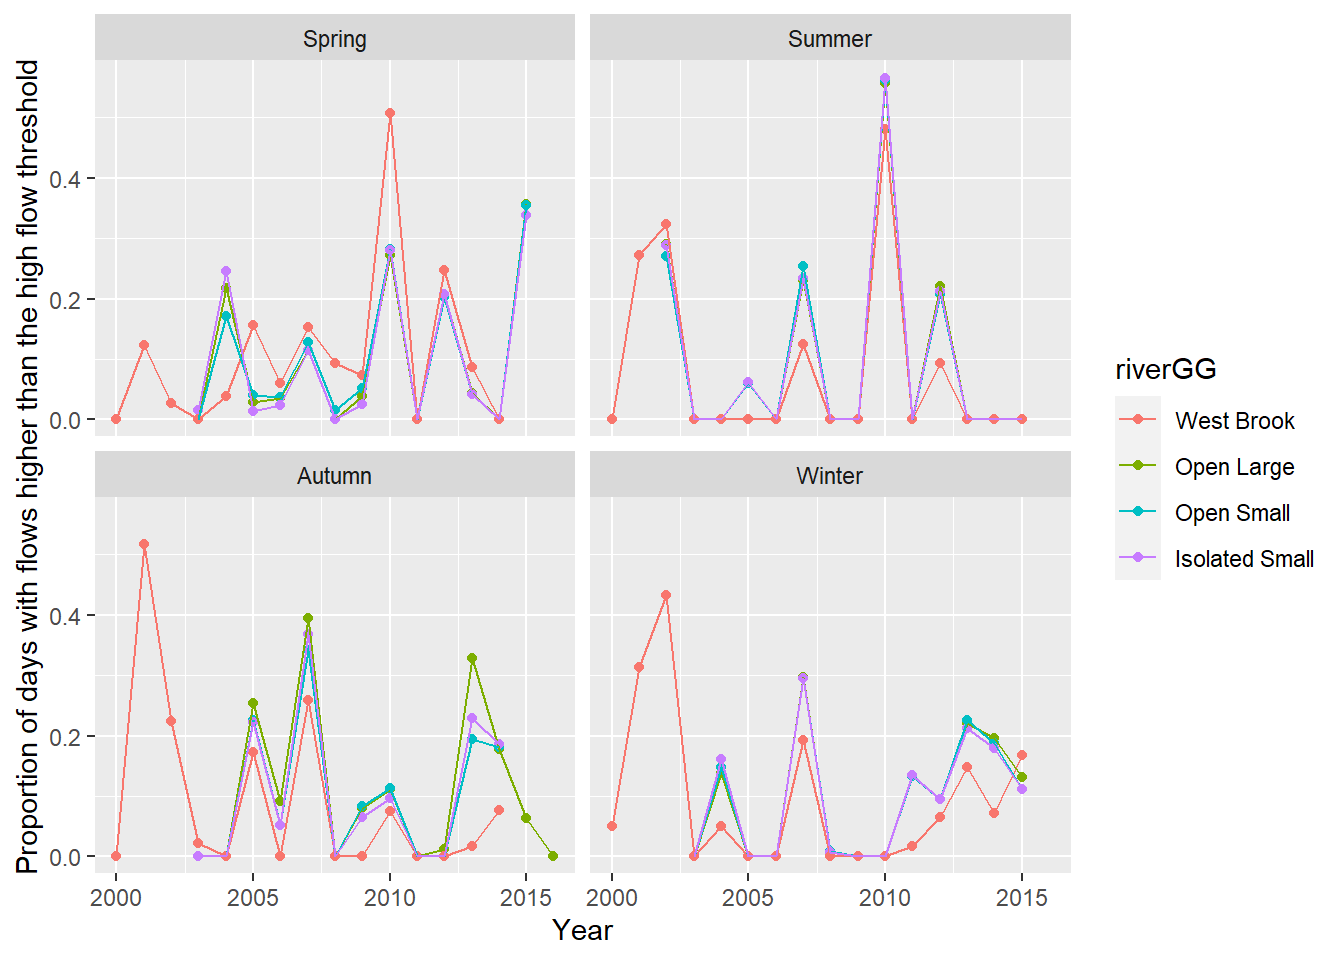 Spring
Summer
0.4
0.2
0.0
Autumn
Winter
0.4
0.2
0.0
2000
2005
2010
2015
2000
2005
2010
2015
Year
Proportion of days with flows higher than the high flow threshold
riverGG
West Brook
Open Large
Open Small
Isolated Small